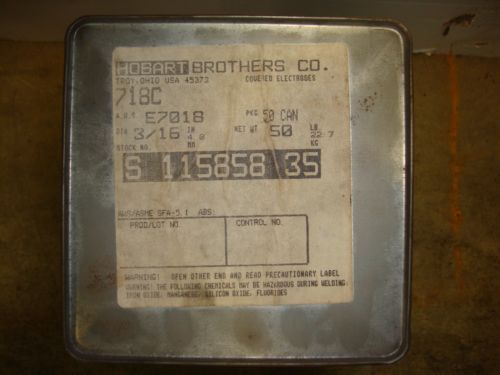 HOBART BROTHERS CO.
TROY, OHIO USA 45373 COVERED ELECTRODES
718C
A.W.S. E7018 PKG 50 CAN
DIA 3/16 IN 4.8 MM NET WT 50 LB 22.7 KG
STOCK NO.
S 115858 35
AWS/ASME SFA-5.1 ABS:
PROD/LOT NO. CONTROL NO.
WARNING: OPEN OTHER END AND READ PRECAUTIONARY LABEL
WARNING: THE FOLLOWING CHEMICALS MAY BE HAZARDOUS DURING WELDING:
IRON OXIDE, MANGANESE, SILICON OXIDE, FLUORIDES